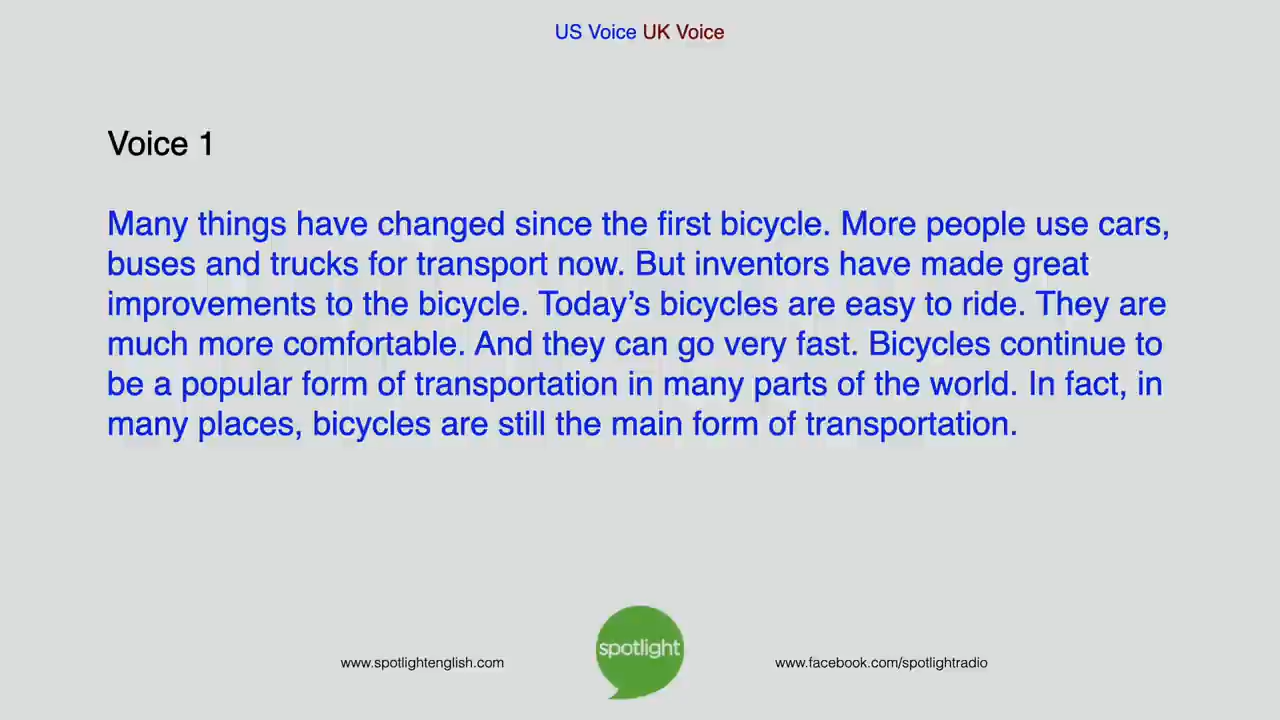 US Voice UK Voice
Voice 1
Many things have changed since the first bicycle. More people use cars,
buses and trucks for transport now. But inventors have made great
improvements to the bicycle. Today’s bicycles are easy to ride. They are
much more comfortable. And they can go very fast. Bicycles continue to
be a popular form of transportation in many parts of the world. In fact, in
many places, bicycles are still the main form of transportation.
spotlight
www.spotlightenglish.com
www.facebook.com/spotlightradio